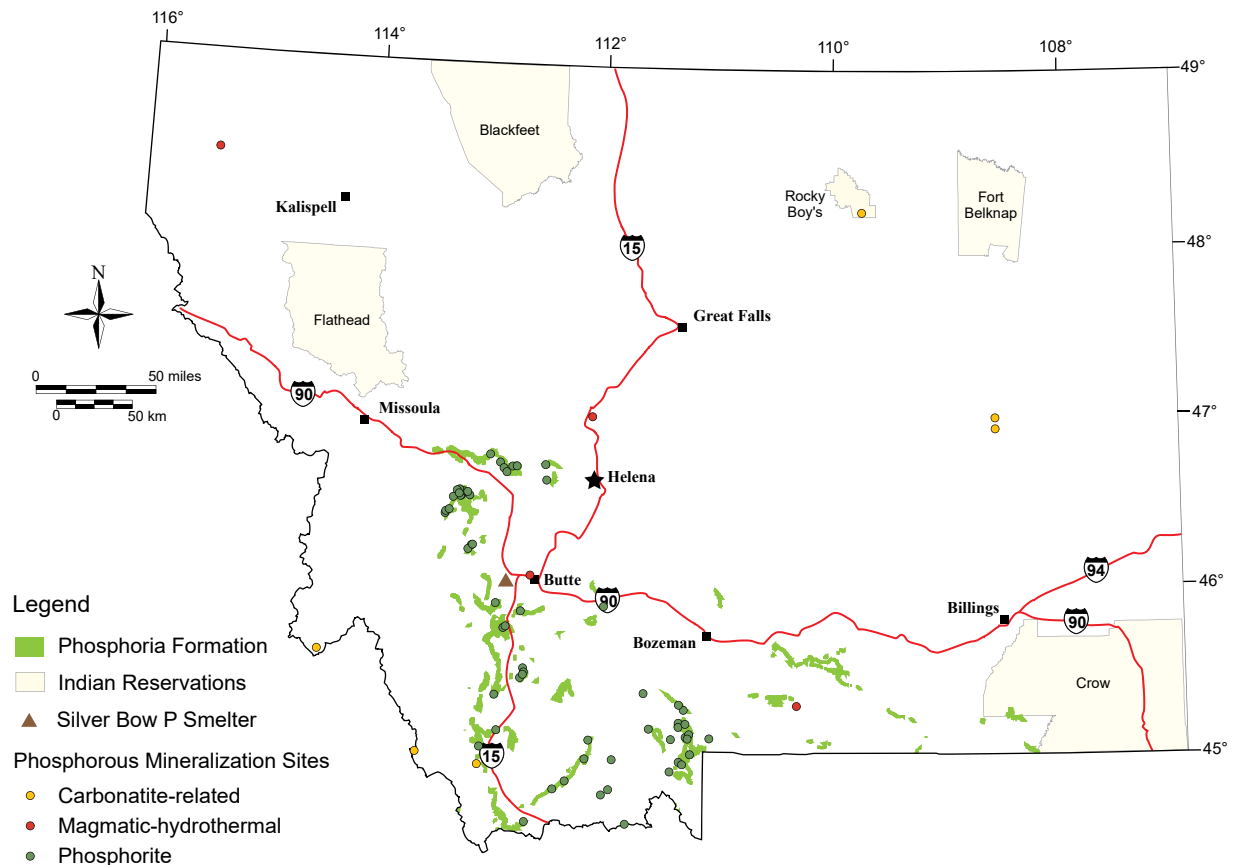 116°
114°
112°
110°
108°
49°
Blackfeet
Kalispell
Rocky
Boy's
Fort
Belknap
48°
15
N
Flathead
Great Falls
0 50 miles
0 50 km
90
Missoula
47°
Helena
Butte
90
46°
94
Billings
90
Bozeman
Crow
45°
15
Legend
Phosphoria Formation
Indian Reservations
Silver Bow P Smelter
Phosphorous Mineralization Sites
Carbonatite-related
Magmatic-hydrothermal
Phosphorite